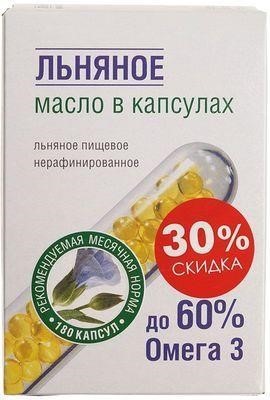 ЛЬНЯНОЕ
масло в капсулах
льняное пищевое
нерафинированное
30%
СКИДКА
РЕКОМЕНДУЕМАЯ МЕСЯЧНАЯ НОРМА
180 КАПСУЛ
до 60%
Омега 3